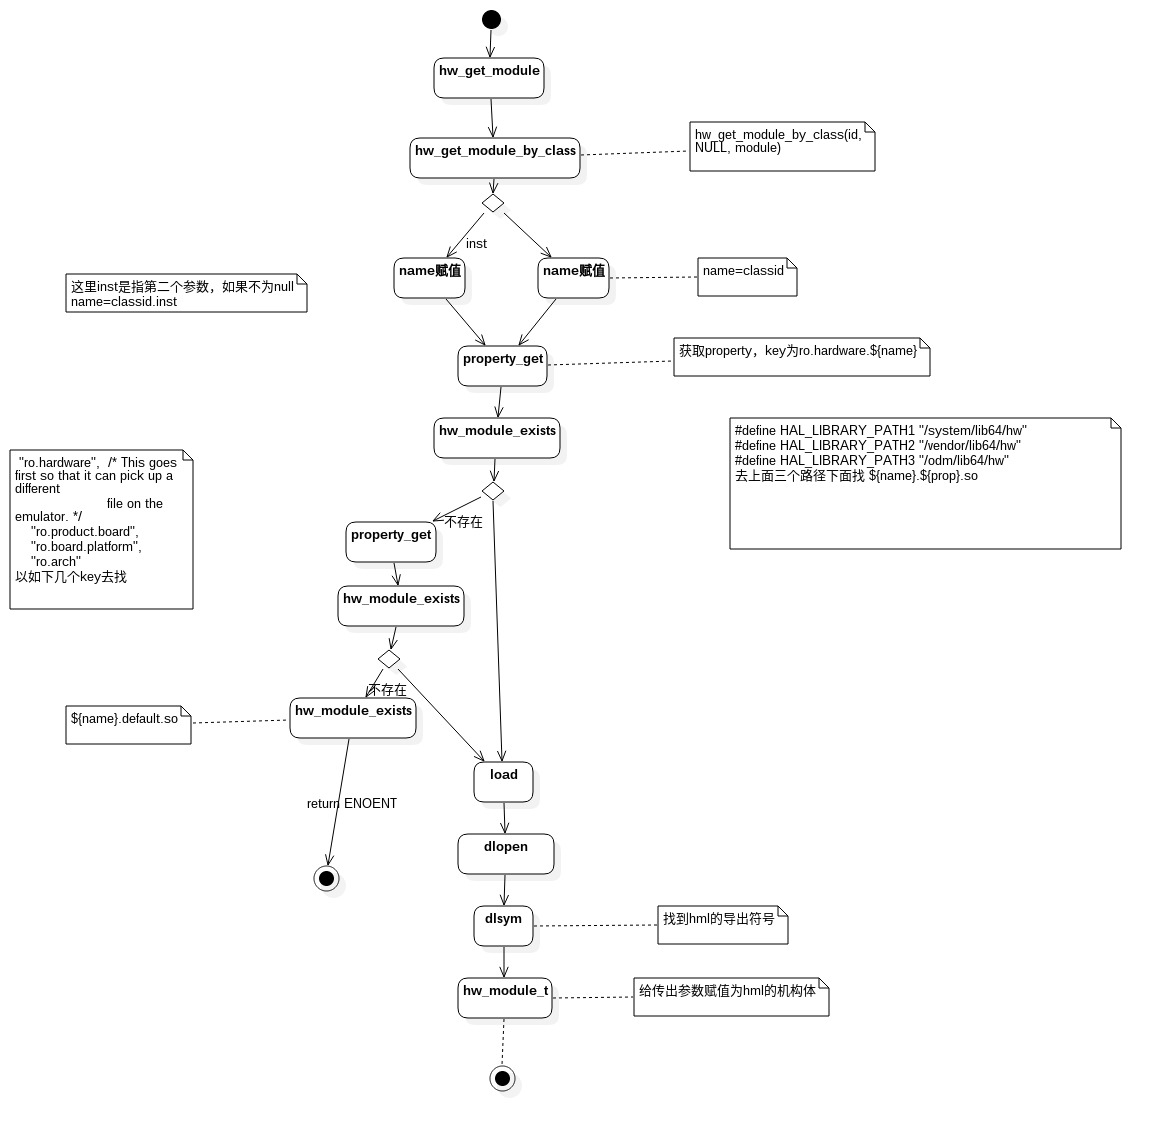 hw_get_module
hw_get_module_by_class
hw_get_module_by_class(id,
NULL, module)
inst
name赋值
name赋值
name=classid
这里inst是指第二个参数，如果不为null
name=classid.inst
property_get
获取property，key为ro.hardware.${name}
hw_module_exists
#define HAL_LIBRARY_PATH1 "/system/lib64/hw"
#define HAL_LIBRARY_PATH2 "/vendor/lib64/hw"
#define HAL_LIBRARY_PATH3 "/odm/lib64/hw"
去上面三个路径下面找 ${name}.${prop}.so
"ro.hardware",  /* This goes
first so that it can pick up a
different
file on the
emulator. */
"ro.product.board",
"ro.board.platform",
"ro.arch"
以如下几个key去找
不存在
property_get
hw_module_exists
不存在
hw_module_exists
${name}.default.so
load
return ENOENT
dlopen
dlsym
找到hml的导出符号
hw_module_t
给传出参数赋值为hml的机构体